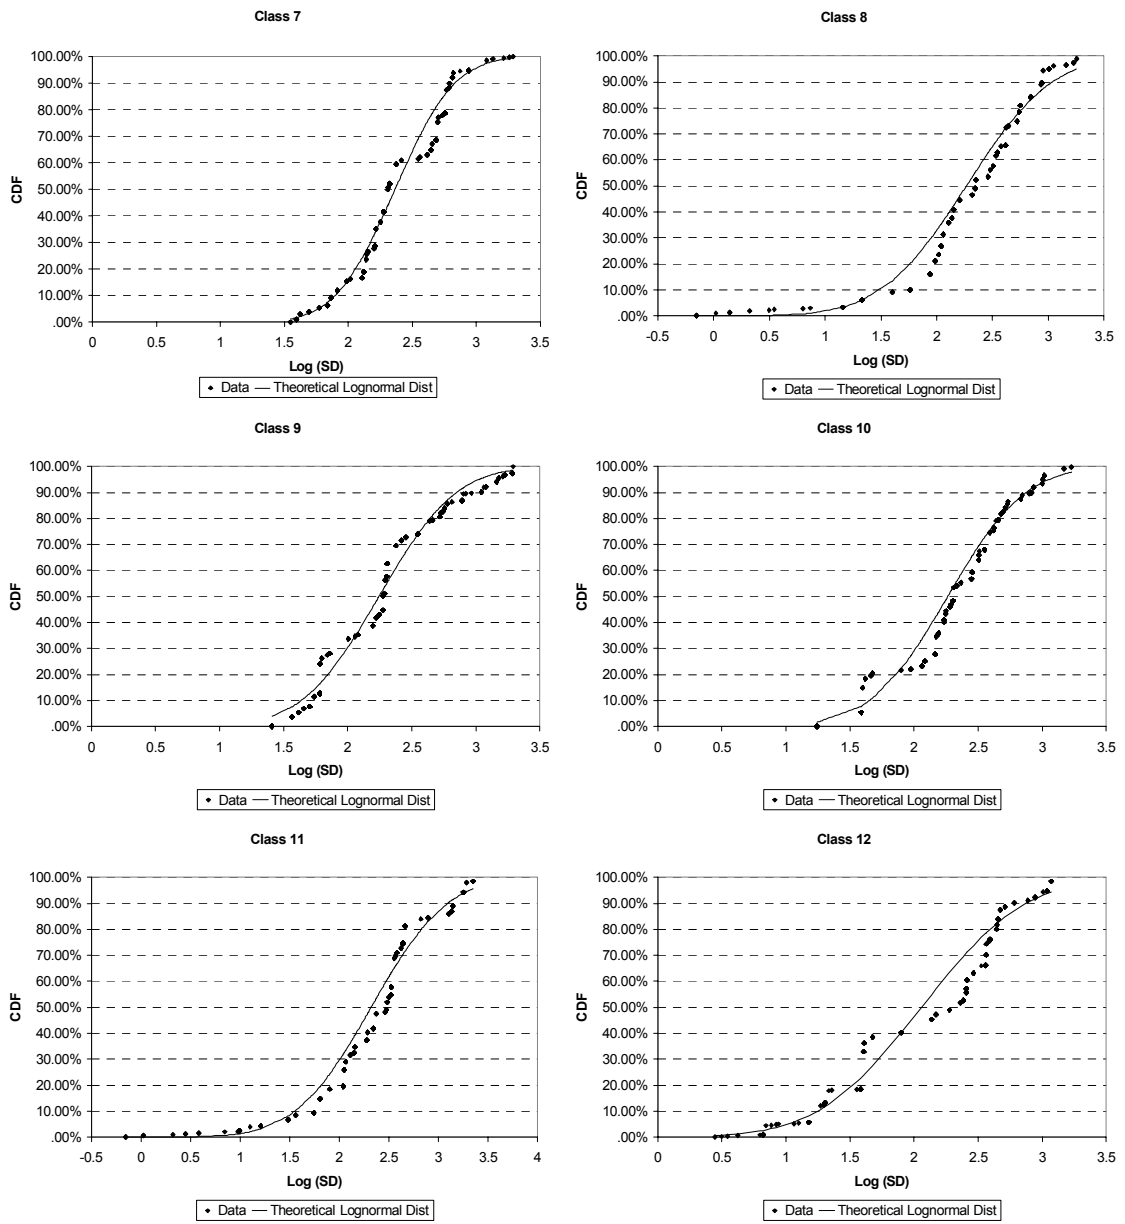 Class 7
100.00%
90.00%
80.00%
70.00%
60.00%
50.00%
40.00%
30.00%
20.00%
10.00%
.00%
CDF
0 0.5 1 1.5 2 2.5 3 3.5
Log (SD)
Data Theoretical Lognormal Dist
Class 8
100.00%
90.00%
80.00%
70.00%
60.00%
50.00%
40.00%
30.00%
20.00%
10.00%
.00%
CDF
-0.5 0 0.5 1 1.5 2 2.5 3 3.5
Log (SD)
Data Theoretical Lognormal Dist
Class 9
100.00%
90.00%
80.00%
70.00%
60.00%
50.00%
40.00%
30.00%
20.00%
10.00%
.00%
CDF
0 0.5 1 1.5 2 2.5 3 3.5
Log (SD)
Data Theoretical Lognormal Dist
Class 10
100.00%
90.00%
80.00%
70.00%
60.00%
50.00%
40.00%
30.00%
20.00%
10.00%
.00%
CDF
0 0.5 1 1.5 2 2.5 3 3.5
Log (SD)
Data Theoretical Lognormal Dist
Class 11
100.00%
90.00%
80.00%
70.00%
60.00%
50.00%
40.00%
30.00%
20.00%
10.00%
.00%
CDF
-0.5 0 0.5 1 1.5 2 2.5 3 3.5 4
Log (SD)
Data Theoretical Lognormal Dist
Class 12
100.00%
90.00%
80.00%
70.00%
60.00%
50.00%
40.00%
30.00%
20.00%
10.00%
.00%
CDF
0 0.5 1 1.5 2 2.5 3 3.5
Log (SD)
Data Theoretical Lognormal Dist